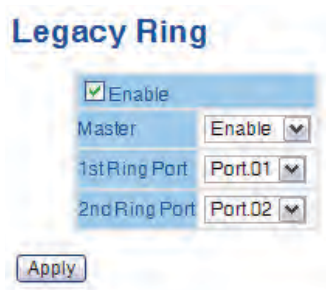 Legacy Ring
Enable
Master Enable
1st Ring Port Port.01
2nd Ring Port Port.02
Apply